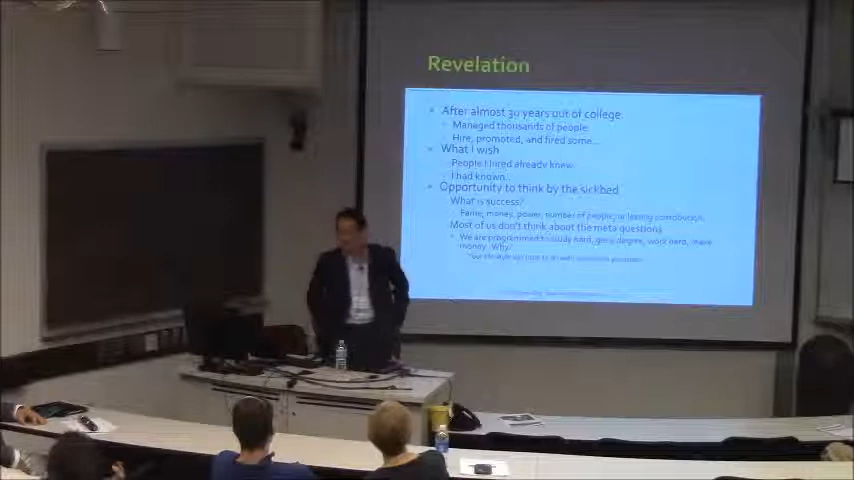 Revelation
After almost 30 years out of college
Managed thousands of people
Hire, promoted, and fired some...
What I wish
People I hired already knew
I had known...
Opportunity to think by the sickbed
What is success?
Fame, money, power, number of people, or lasting contribution.
Most of us don't think about the meta questions
We are programmed to study hard, get a degree, work hard, make
money. Why?